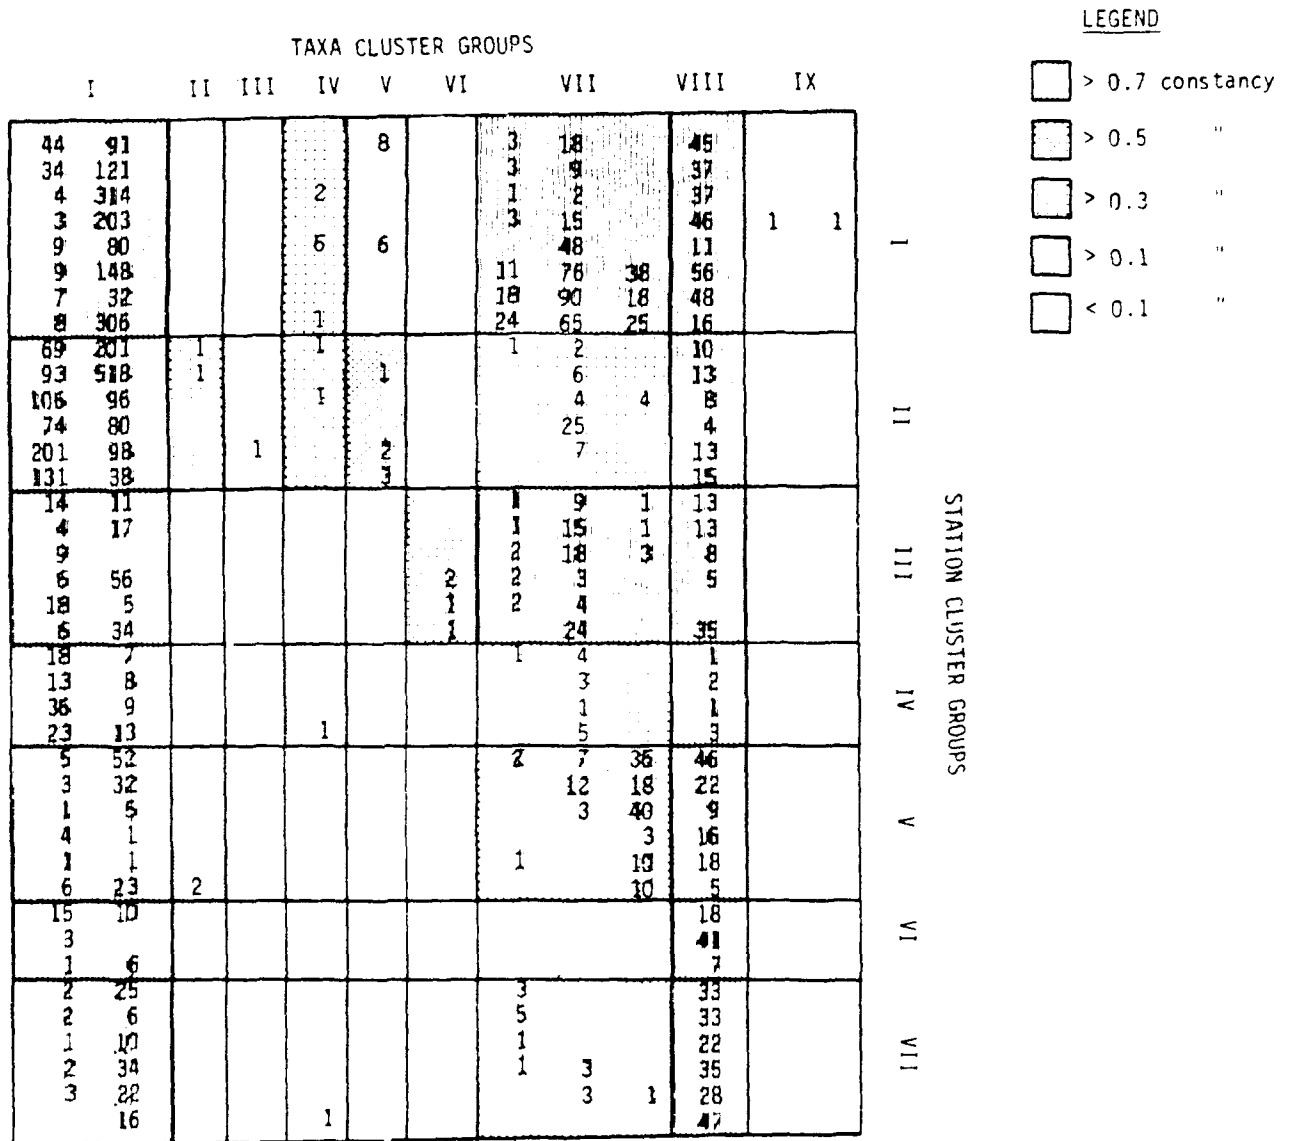 LEGEND
> 0.7 constancy
> 0.5 "
> 0.3 "
> 0.1 "
< 0.1 "
TAXA CLUSTER GROUPS
I II III IV V VI VII VIII IX
44 91 8 3 18 45
34 121 3 9 37
4 314 2 1 2 37
3 203 3 15 46 1 1
9 80 6 6 48 11
9 148 11 76 38 56
7 32 18 90 18 48
8 306 1 24 65 25 16
I
69 201 1 1 1 2 10
93 518 1 1 6 13
106 96 1 4 4 8
74 80 25 4
201 98 1 2 7 13
131 38 3 15
II
14 11 1 9 1 13
4 17 1 15 1 13
9 2 18 3 8
6 56 2 2 3 5
18 5 1 2 4
6 34 1 24 35
III
18 7 1 4 1
13 8 3 2
36 9 1 1
23 13 1 5 3
IV
5 52 2 7 36 46
3 32 12 18 22
1 5 3 40 9
4 1 3 16
1 1 1 18
6 23 2 10 5
V
15 10 18
3 41
1 6 7
VI
2 25 3 33
2 6 5 33
1 10 1 22
2 34 1 3 35
3 22 3 1 28
16 1 47
VII
STATION CLUSTER GROUPS